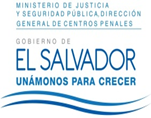 MINISTERIO DE JUSTICIA
Y SEGURIDAD PÚBLICA,DIRECCIÓN
GENERAL DE CENTROS PENALES
GOBIERNO DE
EL SALVADOR
UNÁMONOS PARA CRECER